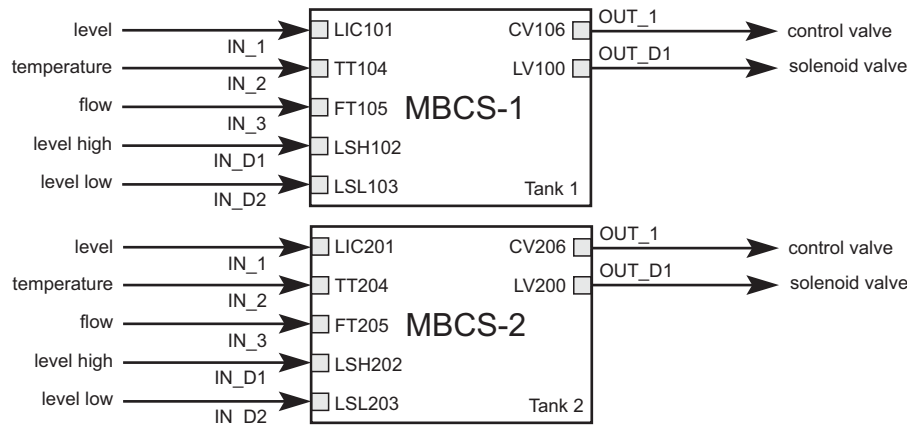 level IN_1 LIC101 CV106 OUT_1 control valve
temperature IN_2 TT104 LV100 OUT_D1 solenoid valve
flow IN_3 FT105 MBCS-1
level high IN_D1 LSH102
level low IN_D2 LSL103 Tank 1
level IN_1 LIC201 CV206 OUT_1 control valve
temperature IN_2 TT204 LV200 OUT_D1 solenoid valve
flow IN_3 FT205 MBCS-2
level high IN_D1 LSH202
level low IN_D2 LSL203 Tank 2